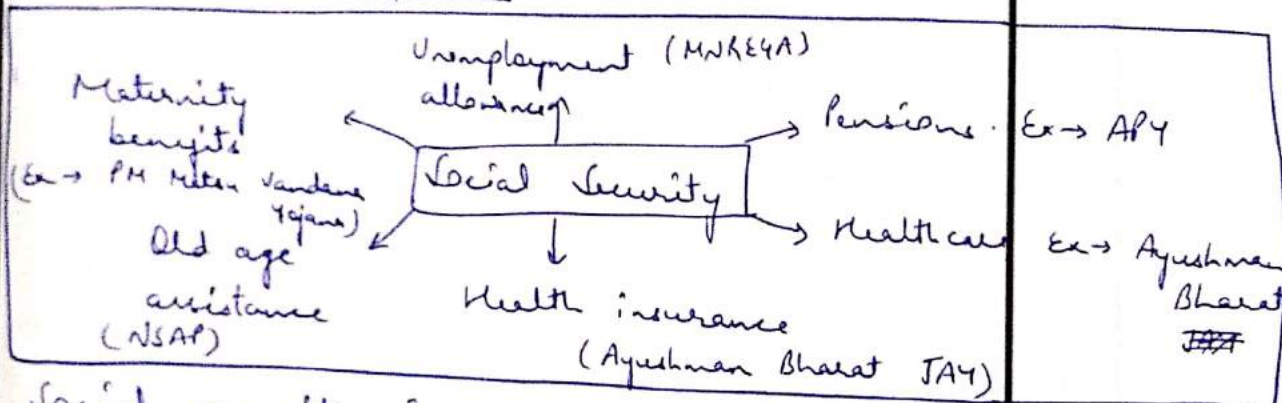 Unemployment (MNREGA)
allowance
Maternity
benefits
(Ex → PM Matru Vandana
Yojana)
Social Security
Pensions. Ex → APY
Healthcare Ex → Ayushman
Bharat
Old age
assistance
(NSAP)
Health insurance
(Ayushman Bharat JAY)
Social